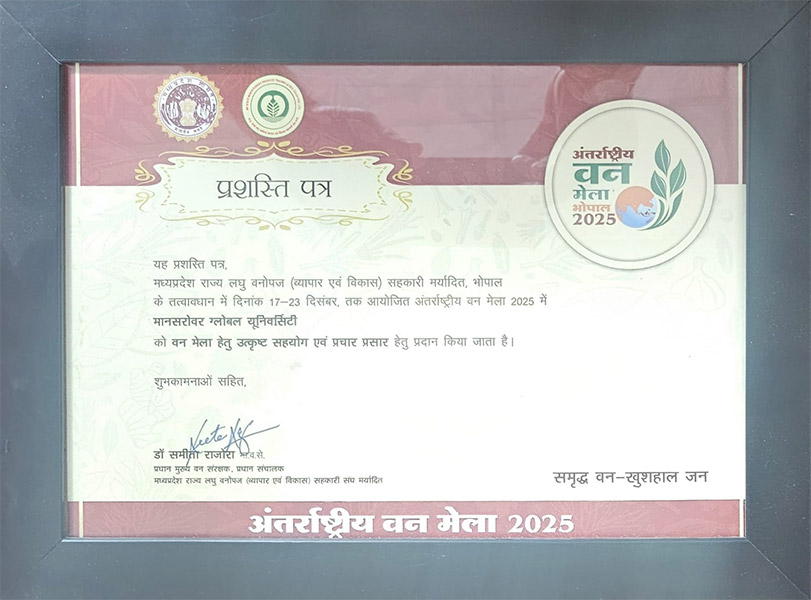 प्रशस्ति पत्र
अंतर्राष्ट्रीय
वन
मेला
भोपाल
2025
यह प्रशस्ति पत्र,
मध्यप्रदेश राज्य लघु वनोपज (व्यापार एवं विकास) सहकारी मर्यादित, भोपाल
के तत्वावधान में दिनांक 17–23 दिसंबर, तक आयोजित अंतर्राष्ट्रीय वन मेला 2025 में
मानसरोवर ग्लोबल यूनिवर्सिटी
को वन मेला हेतु उत्कृष्ट सहयोग एवं प्रचार प्रसार हेतु प्रदान किया जाता है।
शुभकामनाओं सहित,
डॉ समीता राजोरा भा.व.से.
प्रधान मुख्य वन संरक्षक, प्रधान संचालक
मध्यप्रदेश राज्य लघु वनोपज (व्यापार एवं विकास) सहकारी संघ मर्यादित
समृद्ध वन–खुशहाल जन
अंतर्राष्ट्रीय वन मेला 2025